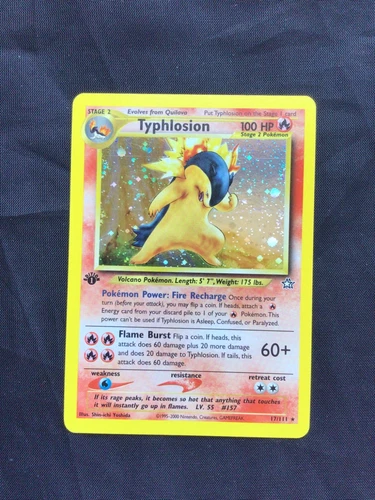 STAGE 2 Evolves from Quilava Put Typhlosion on the Stage 1 card
Typhlosion 100 HP
Stage 2 Pokémon
Volcano Pokémon. Length: 5' 7", Weight: 175 lbs.
Pokémon Power: Fire Recharge Once during your
turn (before your attack), you may flip a coin. If heads, attach a
Energy card from your discard pile to 1 of your Pokémon. This
power can't be used if Typhlosion is Asleep, Confused, or Paralyzed.
Flame Burst Flip a coin. If heads, this
attack does 60 damage plus 20 more damage
and does 20 damage to Typhlosion. If tails, this
attack does 60 damage.
60+
weakness resistance retreat cost
If its rage peaks, it becomes so hot that anything that touches
it will instantly go up in flames. LV. 55 #157
Illus. Shin-ichi Yoshida ©1995-2000 Nintendo, Creatures, GAMEFREAK. 17/111 ★